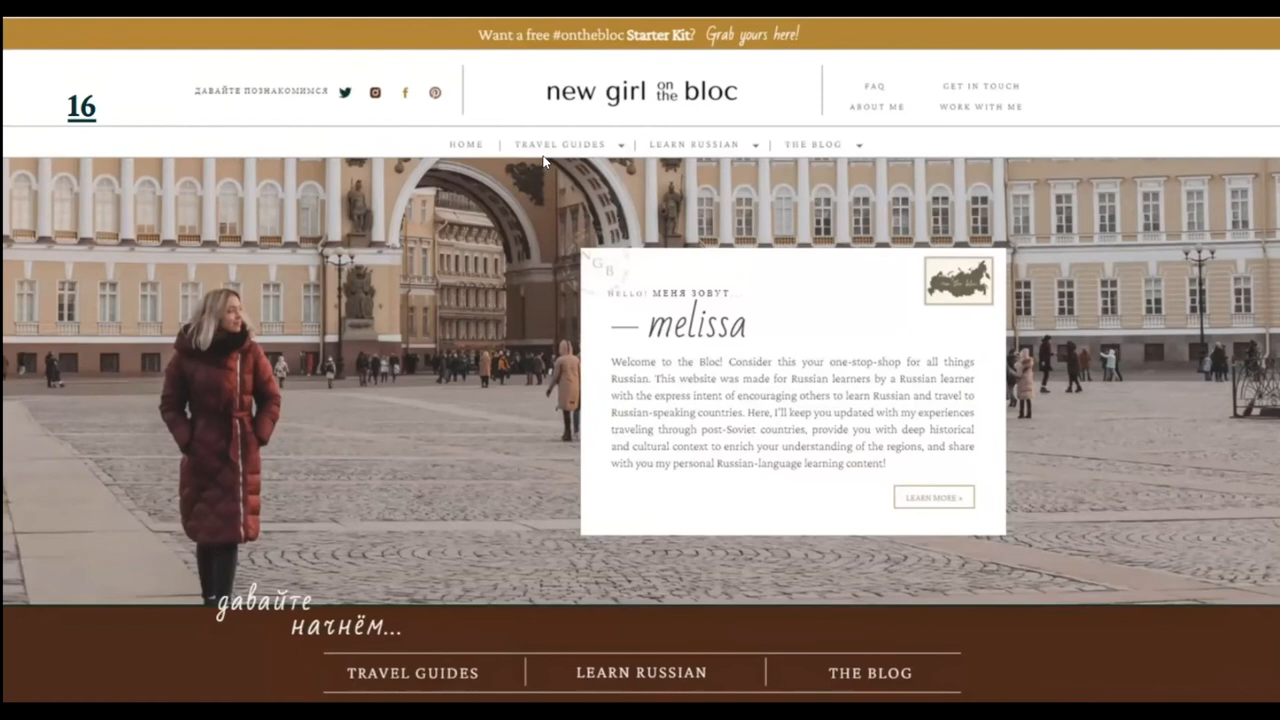 Want a free #onthebloc Starter Kit? Grab yours here!
16
ДАВАЙТЕ ПОЗНАКОМИМСЯ
new girl on the bloc
FAQ
GET IN TOUCH
ABOUT ME
WORK WITH ME
HOME | TRAVEL GUIDES | LEARN RUSSIAN | THE BLOG
NGB
HELLO! МЕНЯ ЗОВУТ...
— melissa
Welcome to the Bloc! Consider this your one-stop-shop for all things
Russian. This website was made for Russian learners by a Russian learner
with the express intent of encouraging others to learn Russian and travel to
Russian-speaking countries. Here, I'll keep you updated with my experiences
traveling through post-Soviet countries, provide you with deep historical
and cultural context to enrich your understanding of the regions, and share
with you my personal Russian-language learning content!
LEARN MORE »
давайте
начнём...
TRAVEL GUIDES | LEARN RUSSIAN | THE BLOG